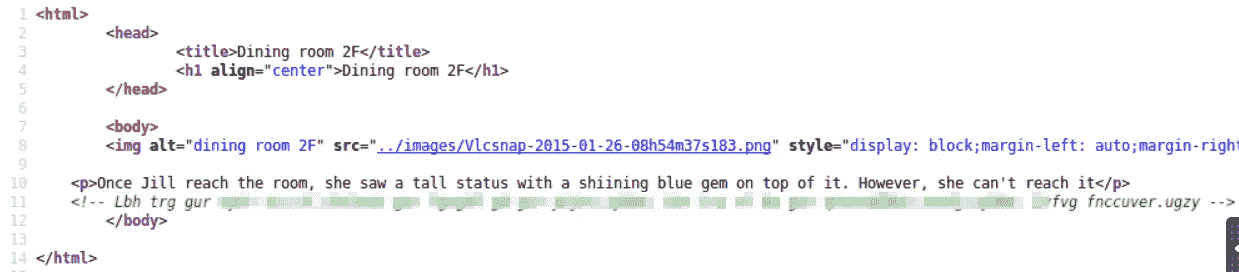 1 <html>
2 <head>
3 <title>Dining room 2F</title>
4 <h1 align="center">Dining room 2F</h1>
5 </head>
6
7 <body>
8 <img alt="dining room 2F" src="../images/Vlcsnap-2015-01-26-08h54m37s183.png" style="display: block;margin-left: auto;margin-right
9
10 <p>Once Jill reach the room, she saw a tall status with a shiining blue gem on top of it. However, she can't reach it</p>
11 <!-- Lbh trg gur fnccuver.ugzy -->
12 </body>
13
14 </html>